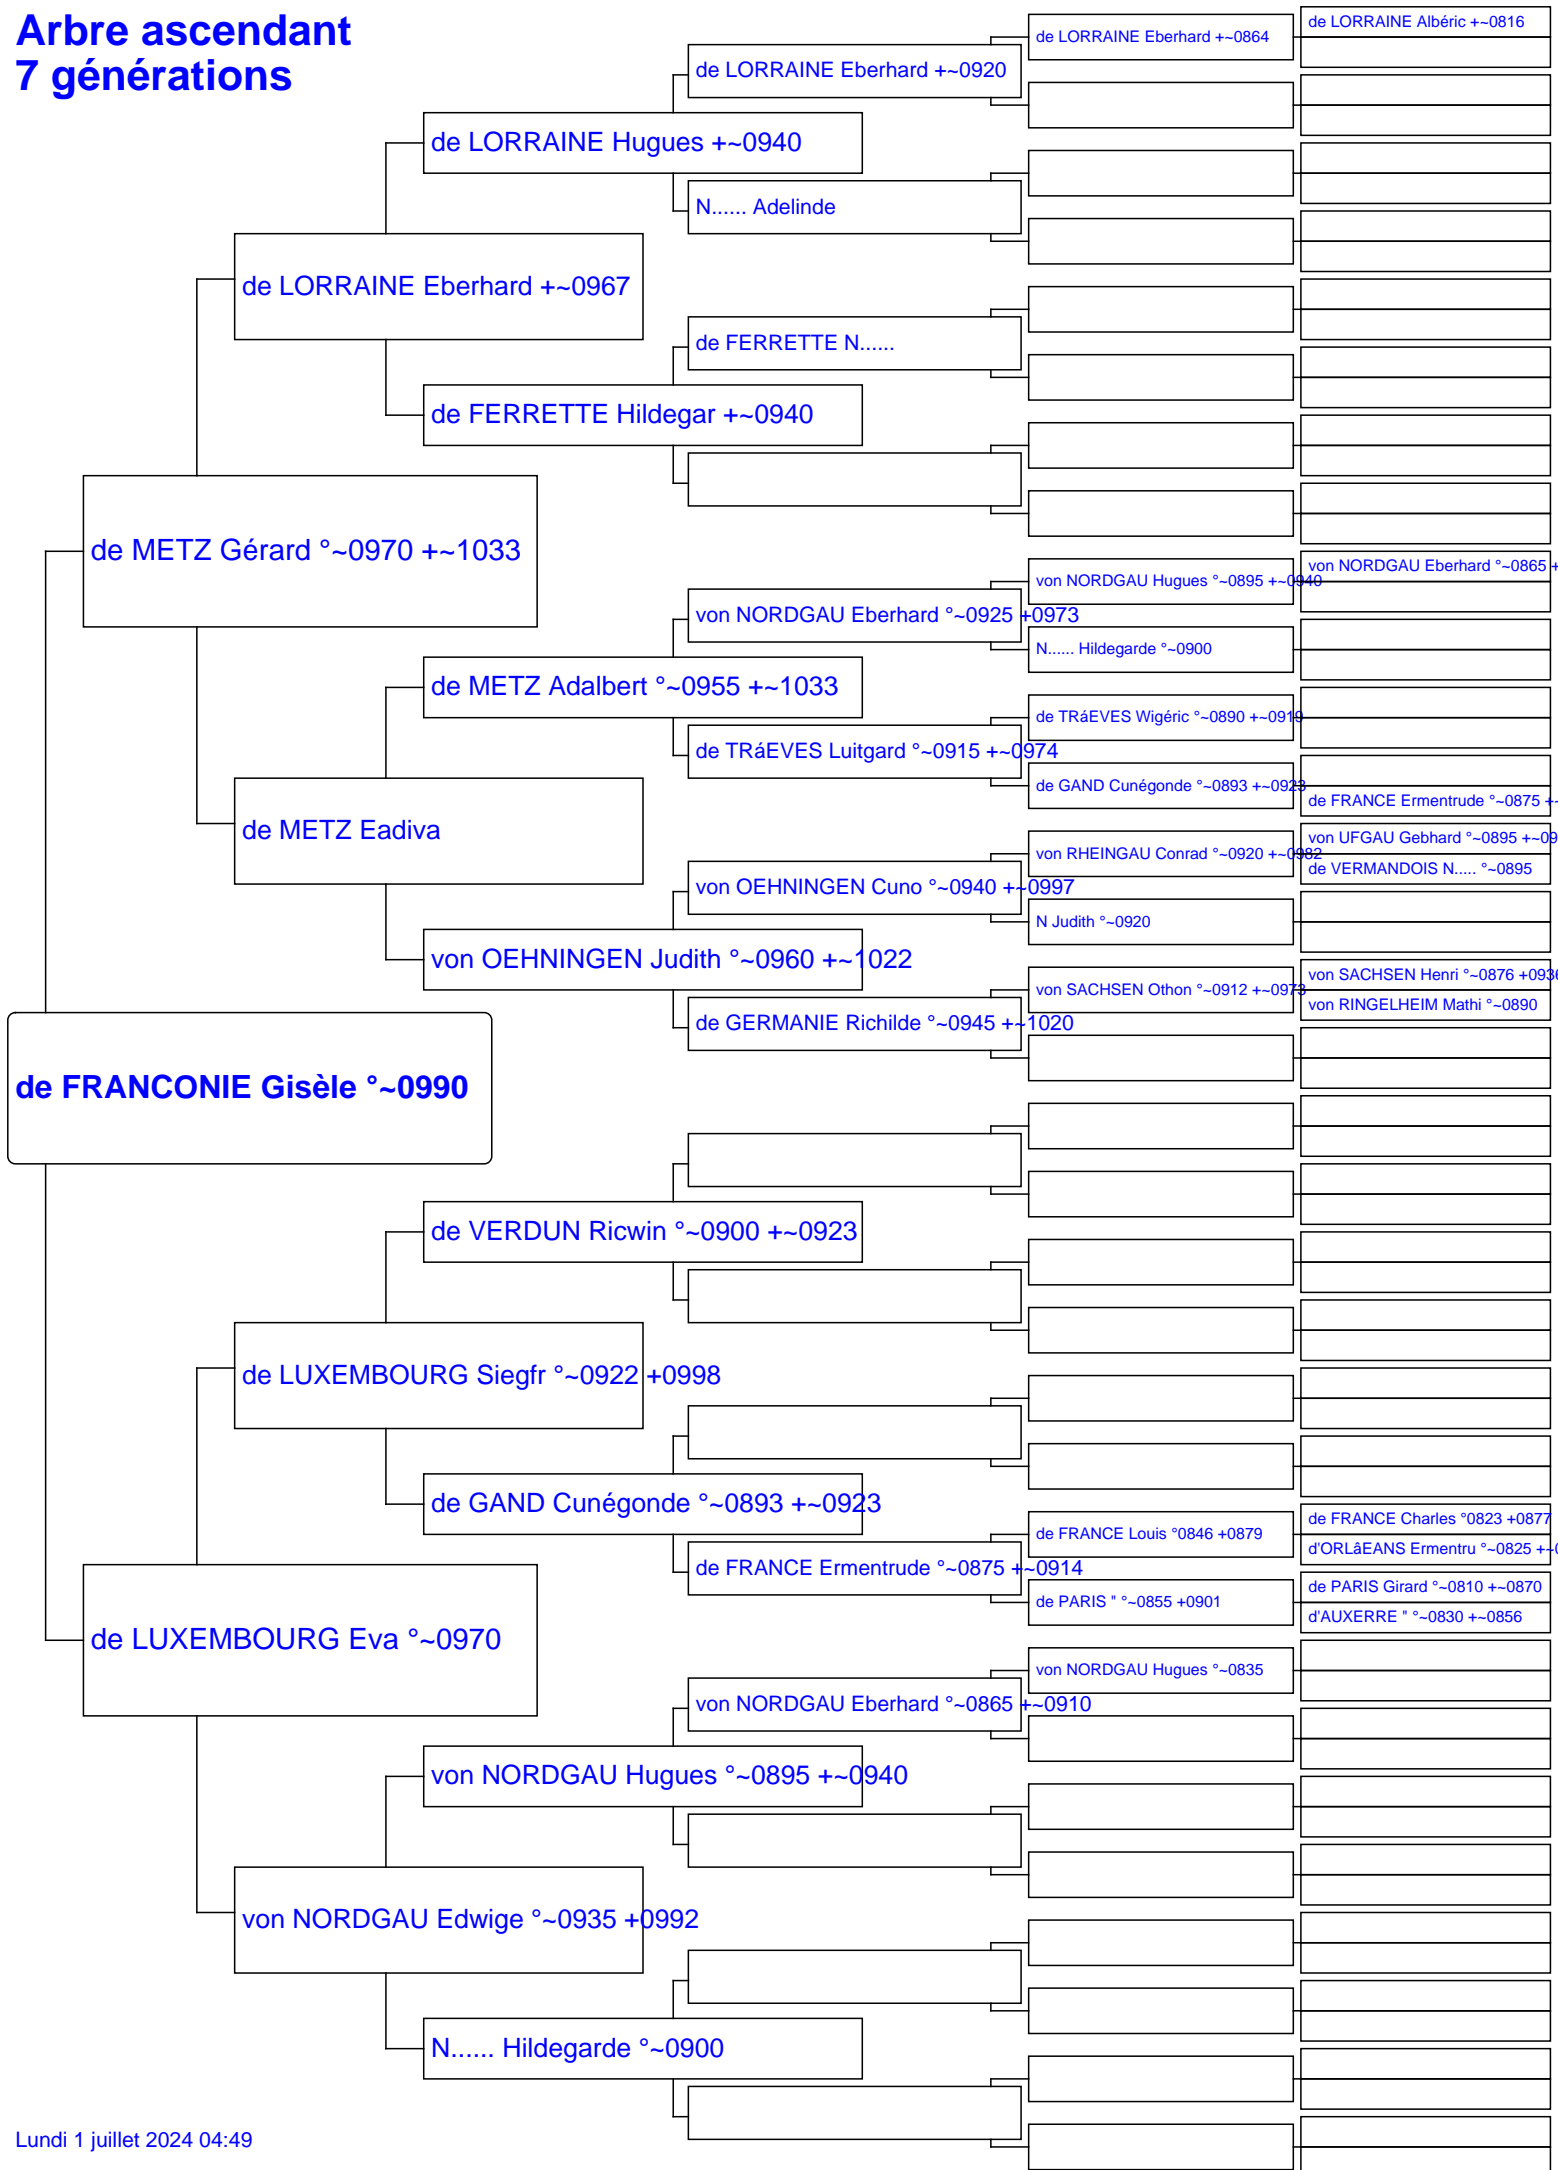 Arbre ascendant
7 générations
de FRANCONIE Gisèle °~0990
de METZ Gérard °~0970 +~1033
de LUXEMBOURG Eva °~0970
de LORRAINE Eberhard +~0967
de METZ Eadiva
de LUXEMBOURG Siegfr °~0922 +0998
von NORDGAU Edwige °~0935 +0992
de LORRAINE Hugues +~0940
de FERRETTE Hildegar +~0940
de METZ Adalbert °~0955 +~1033
von OEHNINGEN Judith °~0960 +~1022
de VERDUN Ricwin °~0900 +~0923
de GAND Cunégonde °~0893 +~0923
von NORDGAU Hugues °~0895 +~0940
N...... Hildegarde °~0900
de LORRAINE Eberhard +~0920
N...... Adelinde
de FERRETTE N......
von NORDGAU Eberhard °~0925 +0973
de TRáEVES Luitgard °~0915 +~0974
von OEHNINGEN Cuno °~0940 +~0997
de GERMANIE Richilde °~0945 +~1020
de FRANCE Ermentrude °~0875 +~0914
von NORDGAU Eberhard °~0865 +~0910
de LORRAINE Eberhard +~0864
von NORDGAU Hugues °~0895 +~0940
N...... Hildegarde °~0900
de TRáEVES Wigéric °~0890 +~0919
de GAND Cunégonde °~0893 +~0923
von RHEINGAU Conrad °~0920 +~0982
N Judith °~0920
von SACHSEN Othon °~0912 +~0973
de FRANCE Louis °0846 +0879
de PARIS " °~0855 +0901
von NORDGAU Hugues °~0835
de LORRAINE Albéric +~0816
von NORDGAU Eberhard °~0865 +
de FRANCE Ermentrude °~0875 +~
von UFGAU Gebhard °~0895 +~09
de VERMANDOIS N..... °~0895
von SACHSEN Henri °~0876 +0936
von RINGELHEIM Mathi °~0890
de FRANCE Charles °0823 +0877
d'ORLâEANS Ermentru °~0825 +~0
de PARIS Girard °~0810 +~0870
d'AUXERRE " °~0830 +~0856
Lundi 1 juillet 2024 04:49